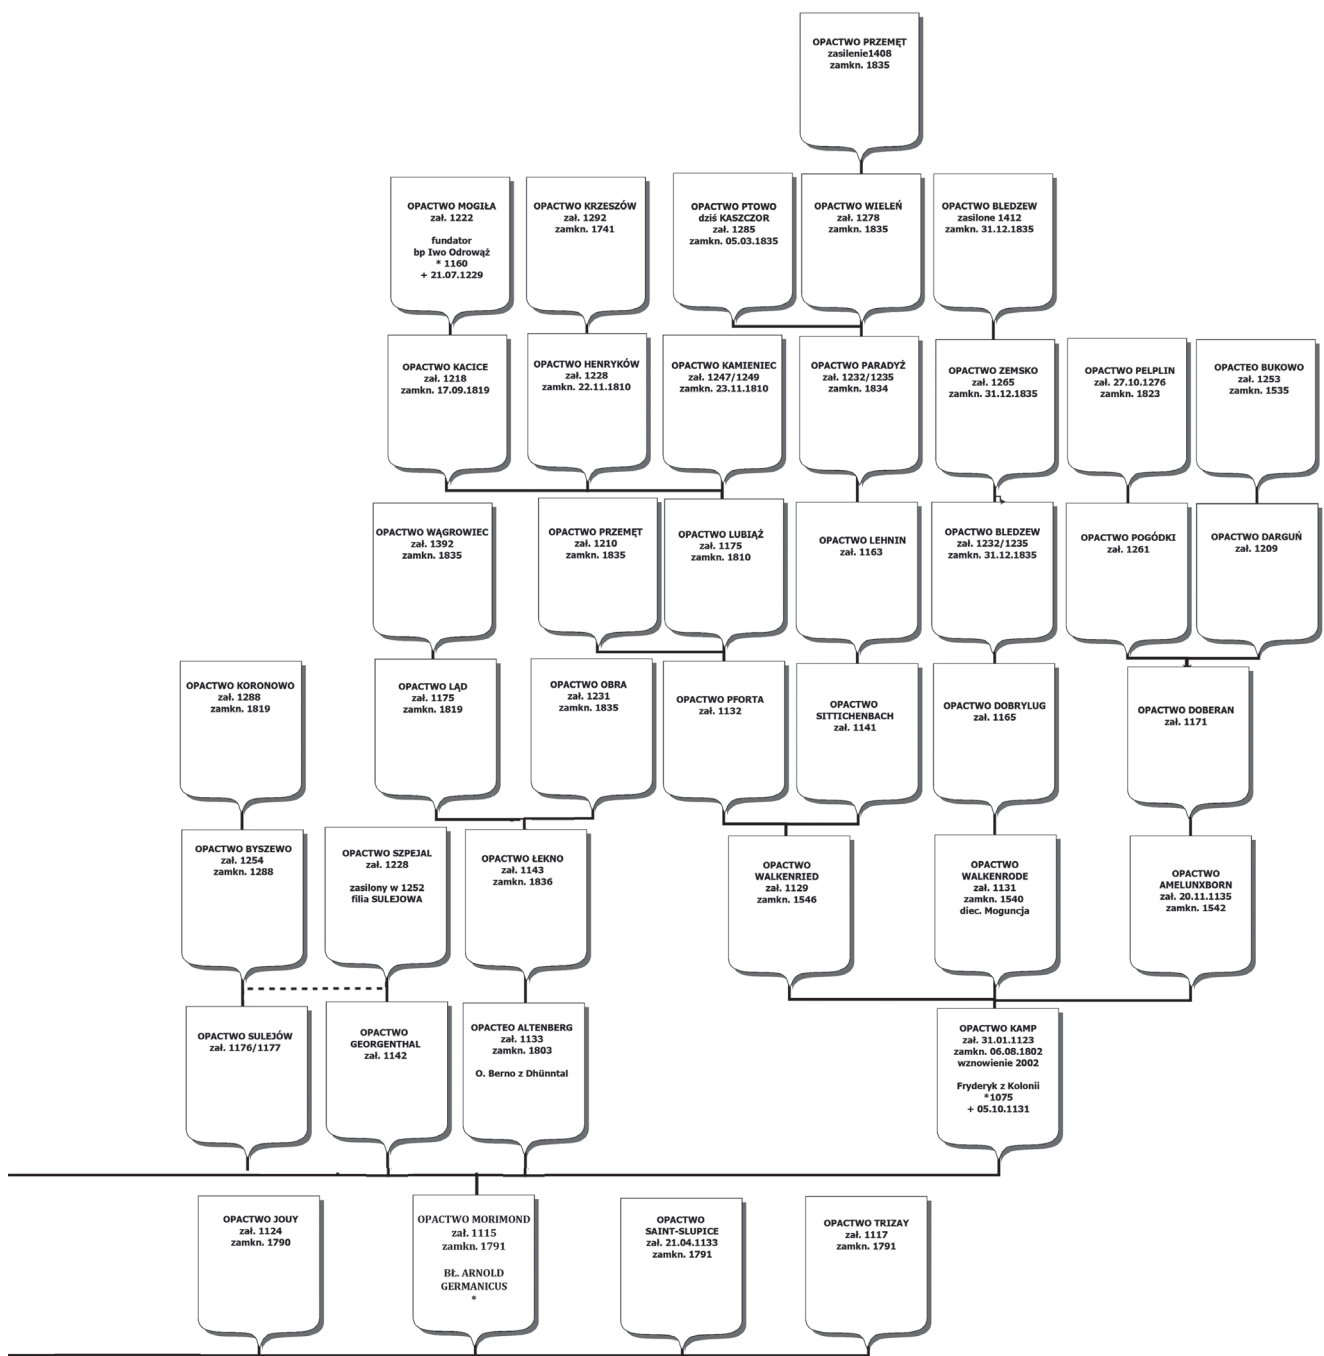 OPACTWO PRZEMĘT
zasilenie1408
zamkn. 1835
OPACTWO MOGIŁA
zał. 1222
fundator
bp Iwo Odrowąż
* 1160
+ 21.07.1229
OPACTWO KRZESZÓW
zał. 1292
zamkn. 1741
OPACTWO PTOWO
dziś KASZCZOR
zał. 1285
zamkn. 05.03.1835
OPACTWO WIELEŃ
zał. 1278
zamkn. 1835
OPACTWO BLEDZEW
zasilone 1412
zamkn. 31.12.1835
OPACTWO KACICE
zał. 1218
zamkn. 17.09.1819
OPACTWO HENRYKÓW
zał. 1228
zamkn. 22.11.1810
OPACTWO KAMIENIEC
zał. 1247/1249
zamkn. 23.11.1810
OPACTWO PARADYŻ
zał. 1232/1235
zamkn. 1834
OPACTWO ZEMSKO
zał. 1265
zamkn. 31.12.1835
OPACTWO PELPLIN
zał. 27.10.1276
zamkn. 1823
OPACTEO BUKOWO
zał. 1253
zamkn. 1535
OPACTWO WĄGROWIEC
zał. 1392
zamkn. 1835
OPACTWO PRZEMĘT
zał. 1210
zamkn. 1835
OPACTWO LUBIĄŻ
zał. 1175
zamkn. 1810
OPACTWO LEHNIN
zał. 1163
OPACTWO BLEDZEW
zał. 1232/1235
zamkn. 31.12.1835
OPACTWO POGÓDKI
zał. 1261
OPACTWO DARGUŃ
zał. 1209
OPACTWO KORONOWO
zał. 1288
zamkn. 1819
OPACTWO LĄD
zał. 1175
zamkn. 1819
OPACTWO OBRA
zał. 1231
zamkn. 1835
OPACTWO PFORTA
zał. 1132
OPACTWO
SITTICHENBACH
zał. 1141
OPACTWO DOBRYLUG
zał. 1165
OPACTWO DOBERAN
zał. 1171
OPACTWO BYSZEWO
zał. 1254
zamkn. 1288
OPACTWO SZPEJAL
zał. 1228
zasilony w 1252
filia SULEJOWA
OPACTWO ŁEKNO
zał. 1143
zamkn. 1836
OPACTWO
WALKENRIED
zał. 1129
zamkn. 1546
OPACTWO
WALKENRODE
zał. 1131
zamkn. 1540
diec. Moguncja
OPACTWO
AMELUNXBORN
zał. 20.11.1135
zamkn. 1542
OPACTWO SULEJÓW
zał. 1176/1177
OPACTWO
GEORGENTHAL
zał. 1142
OPACTEO ALTENBERG
zał. 1133
zamkn. 1803
O. Berno z Dhünntal
OPACTWO KAMP
zał. 31.01.1123
zamkn. 06.08.1802
wznowienie 2002
Fryderyk z Kolonii
*1075
+ 05.10.1131
OPACTWO JOUY
zał. 1124
zamkn. 1790
OPACTWO MORIMOND
zał. 1115
zamkn. 1791
BŁ. ARNOLD
GERMANICUS
*
OPACTWO
SAINT-SLUPICE
zał. 21.04.1133
zamkn. 1791
OPACTWO TRIZAY
zał. 1117
zamkn. 1791